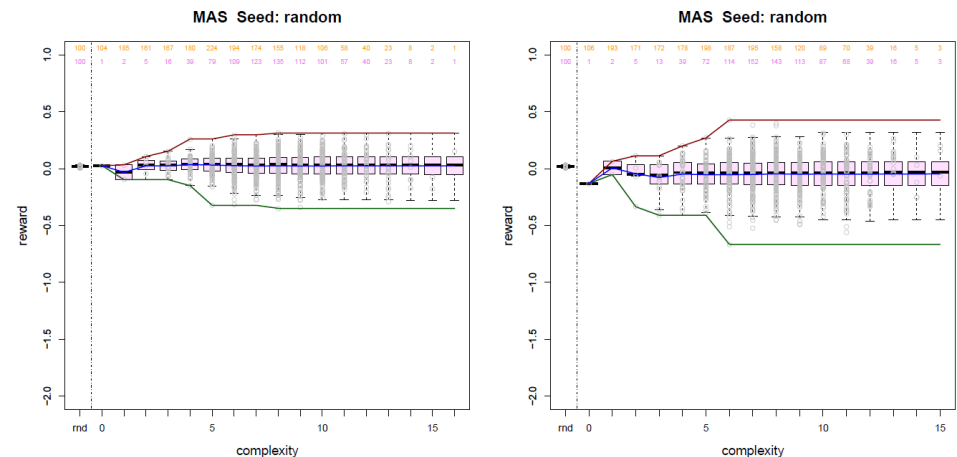 MAS Seed: random
100 104 185 161 167 180 224 194 174 155 118 106 58 40 23 8 2 1
100 1 2 5 16 39 79 109 123 135 112 101 57 40 23 8 2 1
1.0
0.5
0.0
−0.5
−1.0
−1.5
−2.0
reward
rnd 0 5 10 15
complexity
MAS Seed: random
100 106 193 171 172 178 198 187 195 158 120 89 70 39 16 5 3
100 1 2 5 13 39 72 114 152 143 113 87 68 39 16 5 3
1.0
0.5
0.0
−0.5
−1.0
−1.5
−2.0
reward
rnd 0 5 10 15
complexity